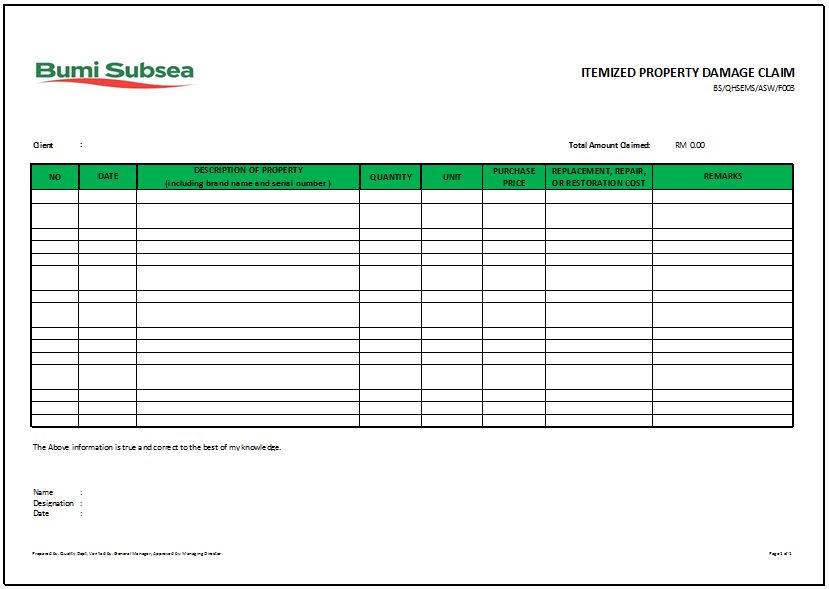 Bumi Subsea
ITEMIZED PROPERTY DAMAGE CLAIM
BS/QHSEMS/ASW/F003
Client :
Total Amount Claimed: RM 0.00
NO
DATE
DESCRIPTION OF PROPERTY
(including brand name and serial number )
QUANTITY
UNIT
PURCHASE
PRICE
REPLACEMENT, REPAIR,
OR RESTORATION COST
REMARKS
The Above information is true and correct to the best of my knowledge.
Name :
Designation :
Date :
Prepared by: Quality Dept, Verified by: General Manager, Approved by: Managing Director
Page 1 of 1